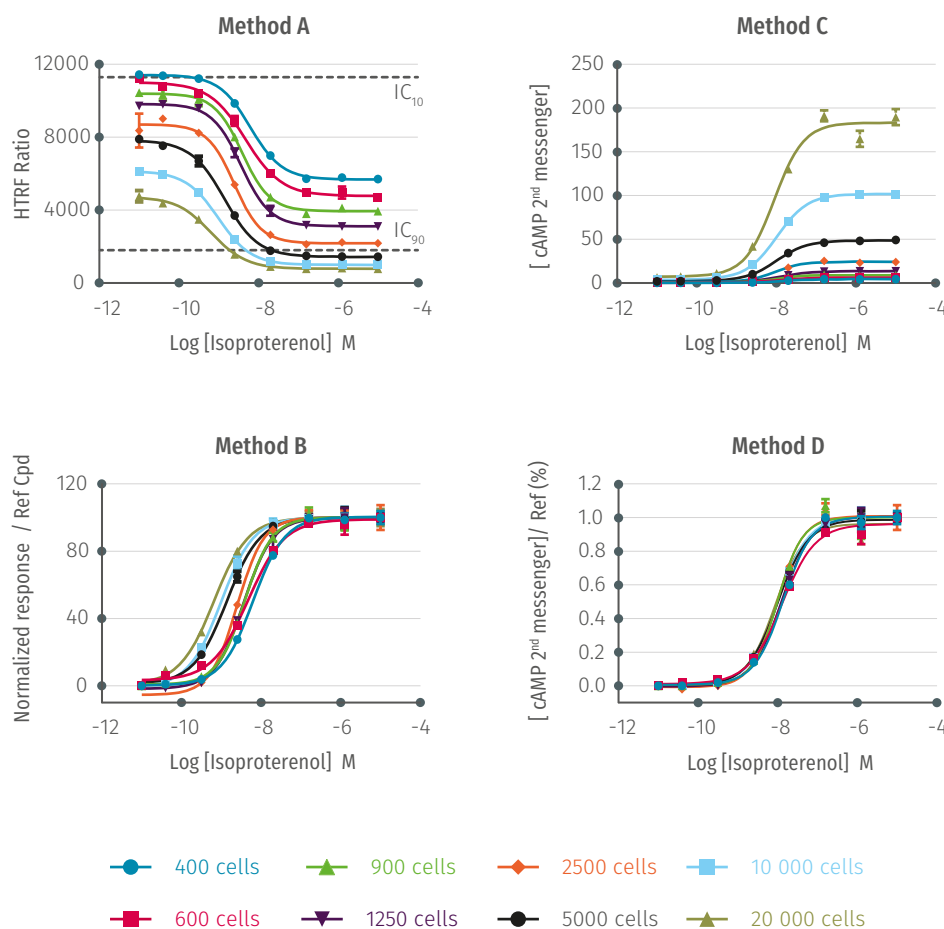 Method A
12000
8000
4000
0
HTRF Ratio
IC10
IC90
-12 -10 -8 -6 -4
Log [Isoproterenol] M
Method C
250
200
150
100
50
0
[ cAMP 2nd messenger]
-12 -10 -8 -6 -4
Log [Isoproterenol] M
Method B
120
80
40
0
Normalized response / Ref Cpd
-12 -10 -8 -6 -4
Log [Isoproterenol] M
Method D
1.2
1.0
0.8
0.6
0.4
0.2
0.0
[ cAMP 2nd messenger]/ Ref (%)
-12 -10 -8 -6 -4
Log [Isoproterenol] M
400 cells 900 cells 2500 cells 10 000 cells
600 cells 1250 cells 5000 cells 20 000 cells